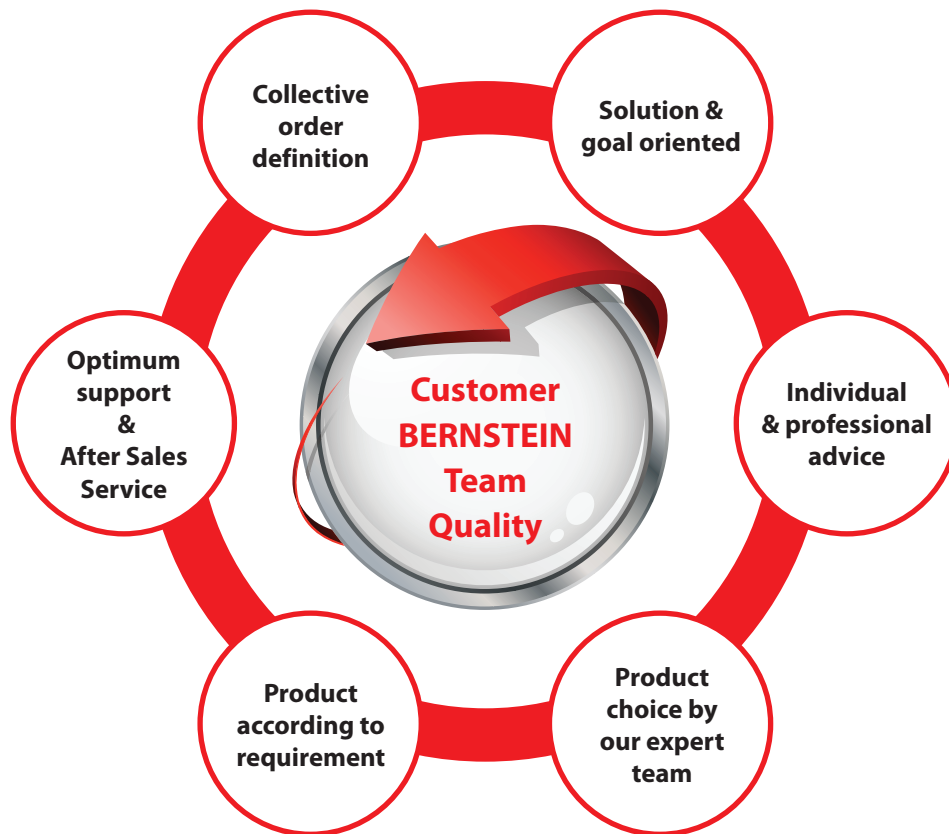 Collective
order
definition
Solution &
goal oriented
Optimum
support
&
After Sales
Service
Customer
BERNSTEIN
Team
Quality
Individual
& professional
advice
Product
according to
requirement
Product
choice by
our expert
team